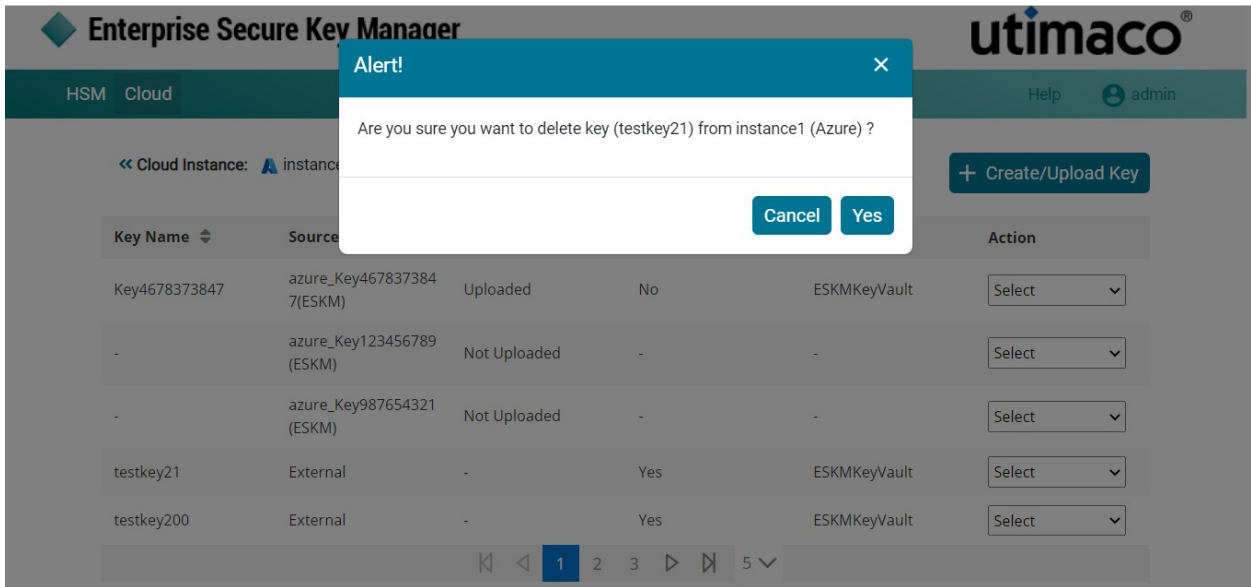 Enterprise Secure Key Manager
utimaco®
Alert!
×
HSM Cloud
Help admin
Are you sure you want to delete key (testkey21) from instance1 (Azure) ?
Cancel Yes
« Cloud Instance: instance
+ Create/Upload Key
Key Name Source Action
Key4678373847 azure_Key467837384 Uploaded No ESKMKeyVault Select
7(ESKM)
- azure_Key123456789 Not Uploaded - - Select
(ESKM)
- azure_Key987654321 Not Uploaded - - Select
(ESKM)
testkey21 External - Yes ESKMKeyVault Select
testkey200 External - Yes ESKMKeyVault Select
1 2 3 5